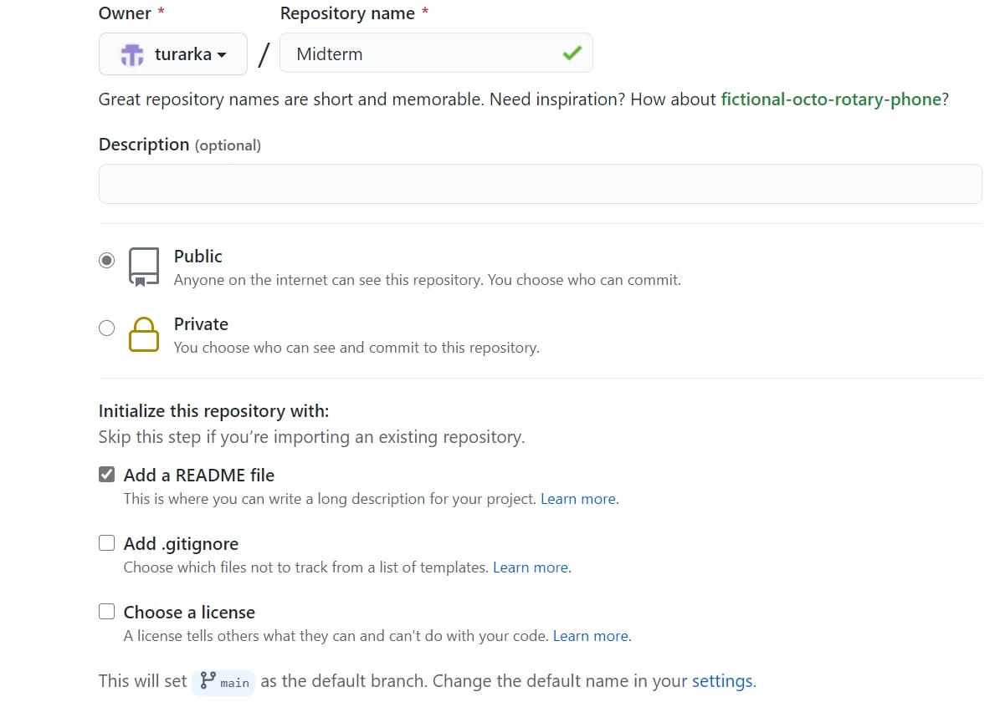 Owner * Repository name *
turarka / Midterm
Great repository names are short and memorable. Need inspiration? How about fictional-octo-rotary-phone?
Description (optional)
Public
Anyone on the internet can see this repository. You choose who can commit.
Private
You choose who can see and commit to this repository.
Initialize this repository with:
Skip this step if you’re importing an existing repository.
Add a README file
This is where you can write a long description for your project. Learn more.
Add .gitignore
Choose which files not to track from a list of templates. Learn more.
Choose a license
A license tells others what they can and can't do with your code. Learn more.
This will set main as the default branch. Change the default name in your settings.